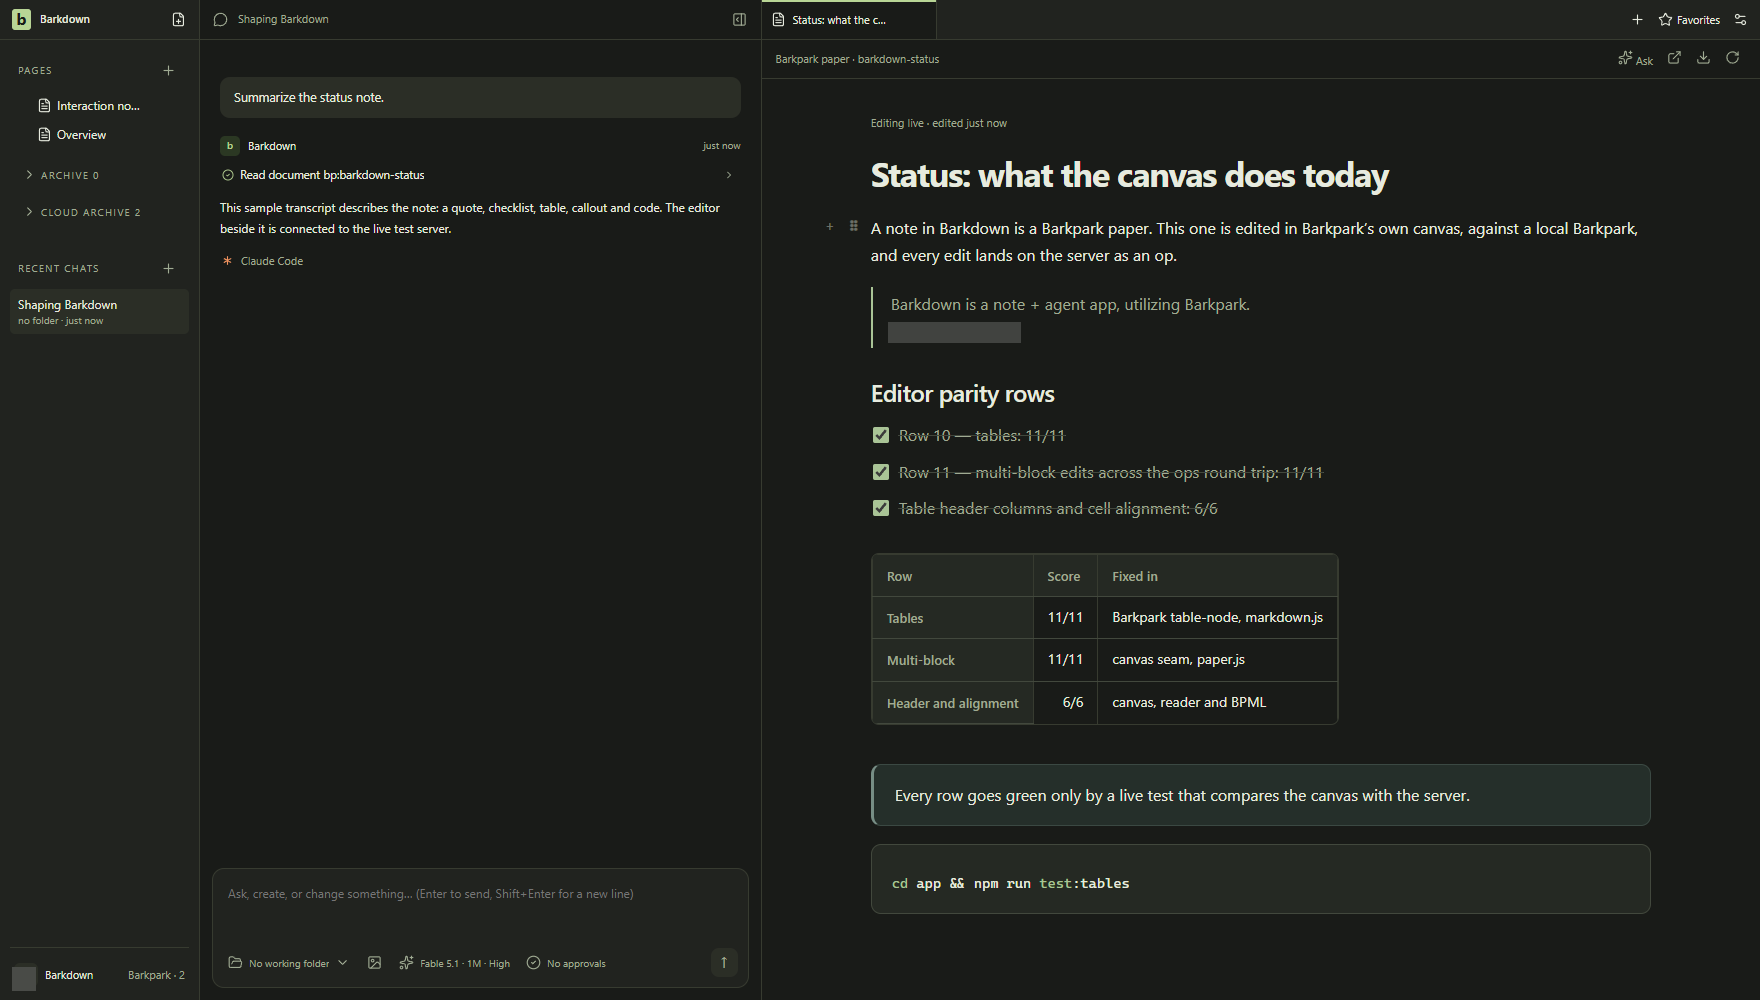 b Barkdown
PAGES
Interaction no...
Overview
ARCHIVE 0
CLOUD ARCHIVE 2
RECENT CHATS
Shaping Barkdown
no folder · just now
Barkdown
Barkpark · 2
Shaping Barkdown
Summarize the status note.
b Barkdown
just now
Read document bp:barkdown-status
This sample transcript describes the note: a quote, checklist, table, callout and code. The editor
beside it is connected to the live test server.
Claude Code
Ask, create, or change something... (Enter to send, Shift+Enter for a new line)
No working folder
Fable 5.1 · 1M · High
No approvals
Status: what the c...
Favorites
Barkpark paper · barkdown-status
Ask
Editing live · edited just now
Status: what the canvas does today
A note in Barkdown is a Barkpark paper. This one is edited in Barkpark's own canvas, against a local Barkpark,
and every edit lands on the server as an op.
Barkdown is a note + agent app, utilizing Barkpark.
Editor parity rows
Row 10 — tables: 11/11
Row 11 — multi-block edits across the ops round trip: 11/11
Table header columns and cell alignment: 6/6
Row Score Fixed in
Tables 11/11 Barkpark table-node, markdown.js
Multi-block 11/11 canvas seam, paper.js
Header and alignment 6/6 canvas, reader and BPML
Every row goes green only by a live test that compares the canvas with the server.
cd app && npm run test:tables